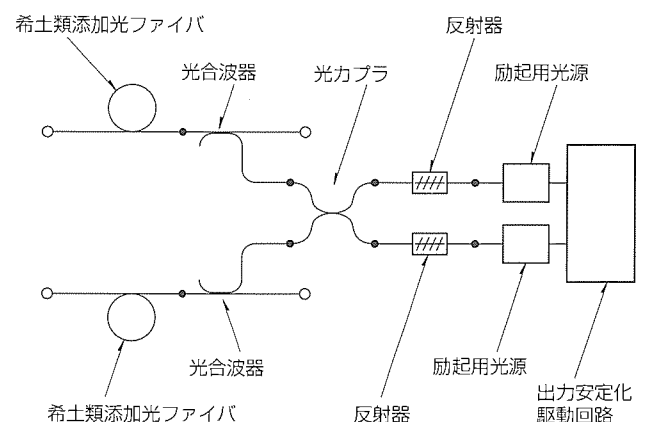 希土類添加光ファイバ
反射器
光合波器
光カプラ
励起用光源
光合波器
励起用光源
出力安定化
駆動回路
希土類添加光ファイバ
反射器